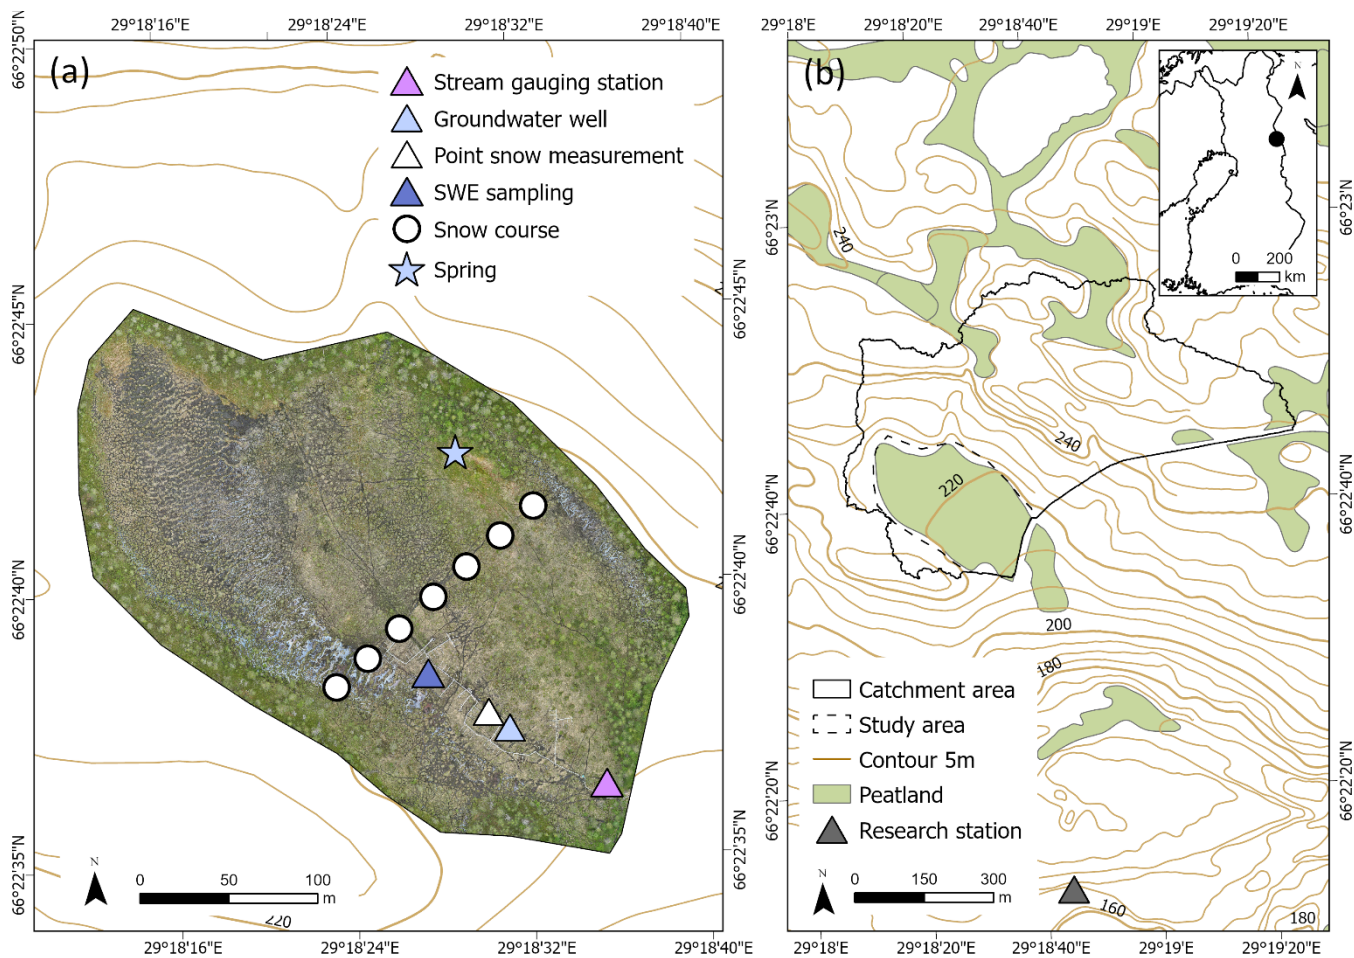 29°18'16"E 29°18'24"E 29°18'32"E 29°18'40"E
66°22'50"N
66°22'45"N
66°22'40"N
66°22'35"N
(a)
Stream gauging station
Groundwater well
Point snow measurement
SWE sampling
Snow course
Spring
66°22'45"N
66°22'40"N
66°22'35"N
N
0 50 100
m
220
29°18'16"E 29°18'24"E 29°18'32"E 29°18'40"E
29°18'E 29°18'20"E 29°18'40"E 29°19'E 29°19'20"E
66°23'N
66°22'40"N
66°22'20"N
(b)
N
0 200
km
240
240
220
200
180
160
180
Catchment area
Study area
Contour 5m
Peatland
Research station
N
0 150 300
m
66°23'N
66°22'40"N
66°22'20"N
29°18'E 29°18'20"E 29°18'40"E 29°19'E 29°19'20"E